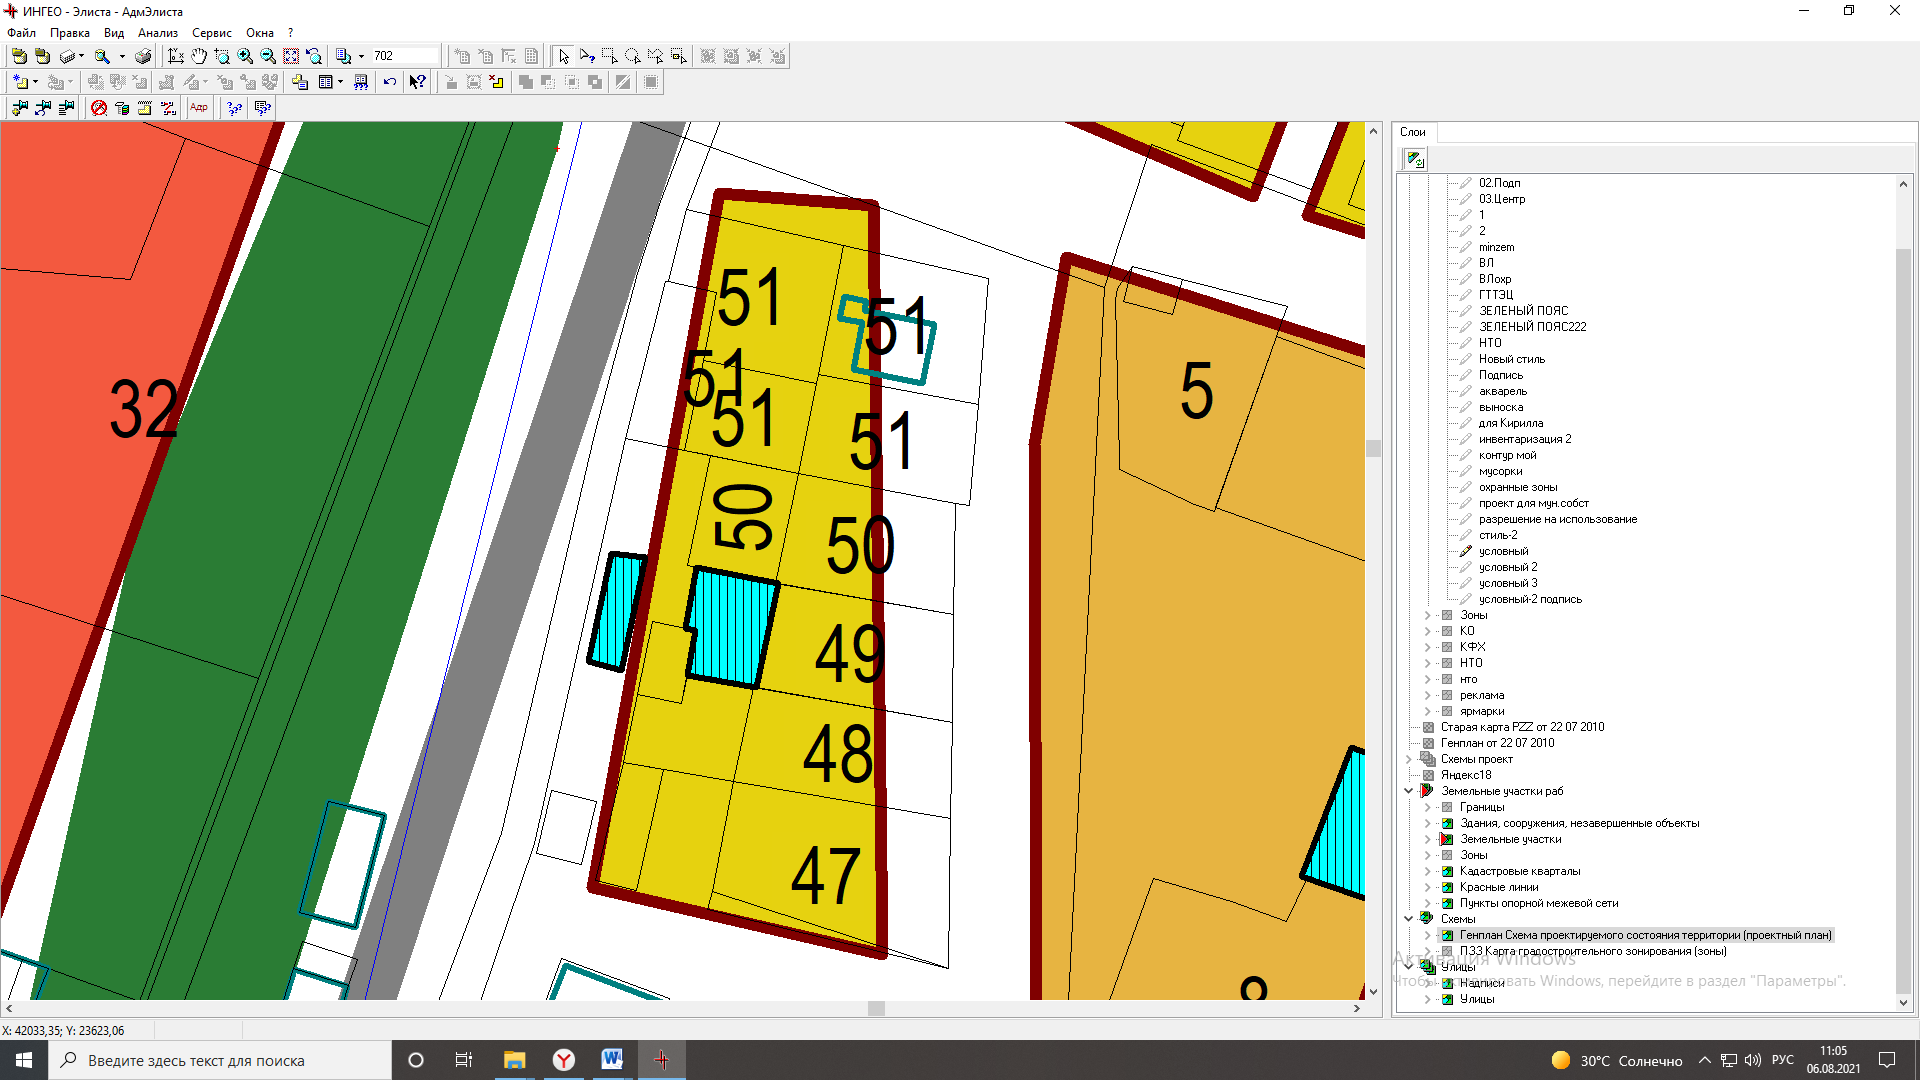 ИНГЕО - Элиста - АдмЭлиста
Файл Правка Вид Анализ Сервис Окна ?
702
Адр
Слои
02.Подп
03.Центр
1
2
minzem
ВЛ
ВЛохр
ГТТЭЦ
ЗЕЛЕНЫЙ ПОЯС
ЗЕЛЕНЫЙ ПОЯС222
НТО
Новый стиль
Подпись
акварель
выноска
для Кирилла
инвентаризация 2
контур мой
мусорки
охранные зоны
проект для мун.собст
разрешение на использование
стиль-2
условный
условный 2
условный 3
условный-2 подпись
Зоны
КО
КФХ
НТО
нто
реклама
ярмарки
Старая карта PZZ от 22 07 2010
Генплан от 22 07 2010
Схемы проект
Яндекс18
Земельные участки раб
Границы
Здания, сооружения, незавершенные объекты
Земельные участки
Зоны
Кадастровые кварталы
Красные линии
Пункты опорной межевой сети
Схемы
Генплан Схема проектируемого состояния территории (проектный план)
ПЗЗ Карта градостроительного зонирования (зоны)
Улицы
Надписи
Улицы
Активация Windows
Чтобы активировать Windows, перейдите в раздел "Параметры".
32
51
51
51
51
51
50
50
49
48
47
5
X: 42033,35; Y: 23623,06
Введите здесь текст для поиска
30°C Солнечно
РУС
11:05
06.08.2021